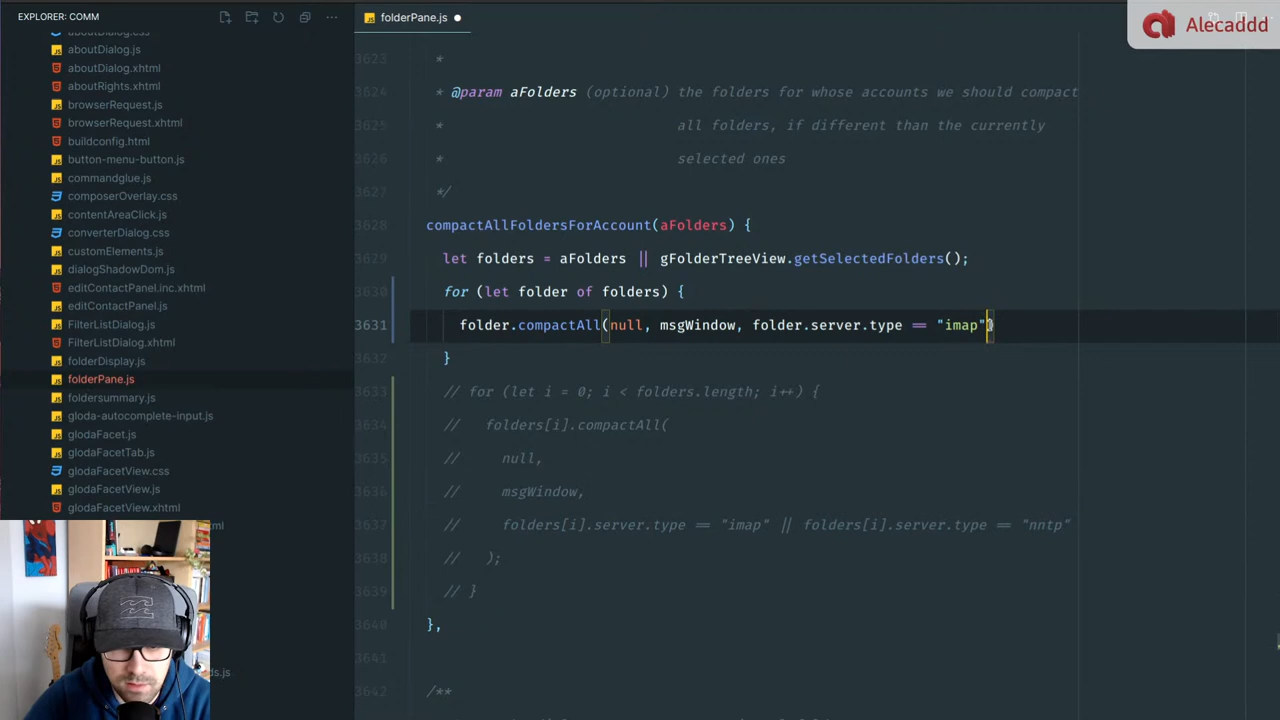 EXPLORER: COMM
folderPane.js
Alecaddd
aboutDialog.css
aboutDialog.js
aboutDialog.xhtml
aboutRights.xhtml
browserRequest.js
browserRequest.xhtml
buildconfig.html
button-menu-button.js
commandglue.js
composerOverlay.css
contentAreaClick.js
converterDialog.css
customElements.js
dialogShadowDom.js
editContactPanel.inc.xhtml
editContactPanel.js
FilterListDialog.js
FilterListDialog.xhtml
folderDisplay.js
folderPane.js
foldersummary.js
gloda-autocomplete-input.js
glodaFacet.js
glodaFacetTab.js
glodaFacetView.css
glodaFacetView.js
glodaFacetView.xhtml
3623 *
3624 * @param aFolders (optional) the folders for whose accounts we should compact
3625 * all folders, if different than the currently
3626 * selected ones
3627 */
3628 compactAllFoldersForAccount(aFolders) {
3629 let folders = aFolders || gFolderTreeView.getSelectedFolders();
3630 for (let folder of folders) {
3631 folder.compactAll(null, msgWindow, folder.server.type == "imap")
3632 }
3633 // for (let i = 0; i < folders.length; i++) {
3634 // folders[i].compactAll(
3635 // null,
3636 // msgWindow,
3637 // folders[i].server.type == "imap" || folders[i].server.type == "nntp"
3638 // );
3639 // }
3640 },
3641
3642 /**